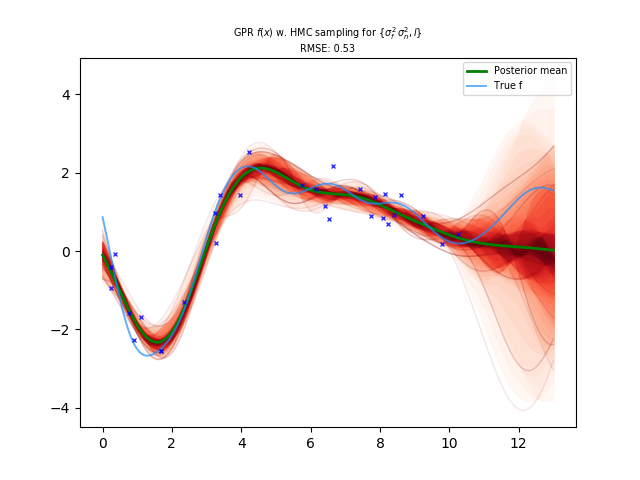 GPR f(x) w. HMC sampling for {σ_f^2 σ_n^2, l}
RMSE: 0.53
Posterior mean
True f
4
2
0
−2
−4
0 2 4 6 8 10 12